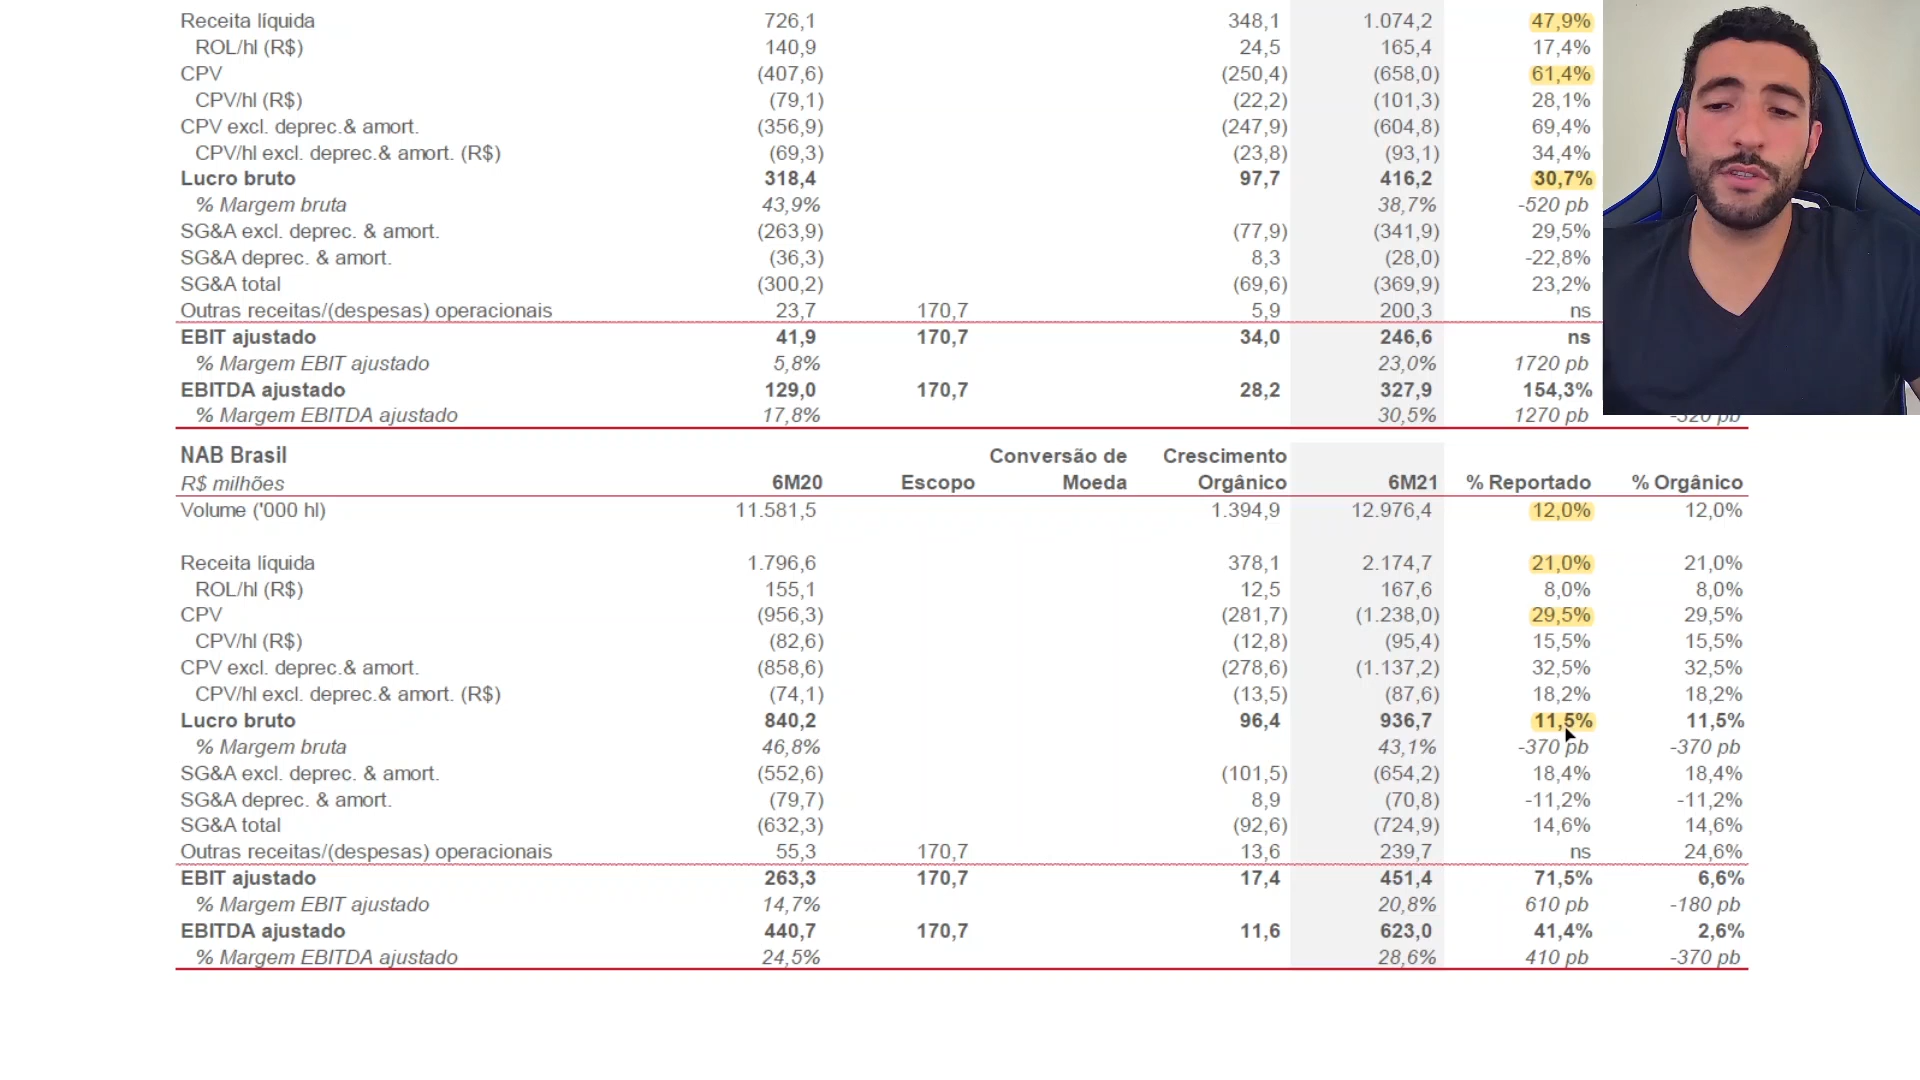 Receita líquida 726,1 348,1 1.074,2 47,9%
ROL/hl (R$) 140,9 24,5 165,4 17,4%
CPV (407,6) (250,4) (658,0) 61,4%
CPV/hl (R$) (79,1) (22,2) (101,3) 28,1%
CPV excl. deprec.& amort. (356,9) (247,9) (604,8) 69,4%
CPV/hl excl. deprec.& amort. (R$) (69,3) (23,8) (93,1) 34,4%
Lucro bruto 318,4 97,7 416,2 30,7%
% Margem bruta 43,9% 38,7% -520 pb
SG&A excl. deprec. & amort. (263,9) (77,9) (341,9) 29,5%
SG&A deprec. & amort. (36,3) 8,3 (28,0) -22,8%
SG&A total (300,2) (69,6) (369,9) 23,2%
Outras receitas/(despesas) operacionais 23,7 170,7 5,9 200,3 ns
EBIT ajustado 41,9 170,7 34,0 246,6 ns
% Margem EBIT ajustado 5,8% 23,0% 1720 pb
EBITDA ajustado 129,0 170,7 28,2 327,9 154,3%
% Margem EBITDA ajustado 17,8% 30,5% 1270 pb
NAB Brasil Conversão de Crescimento
R$ milhões 6M20 Escopo Moeda Orgânico 6M21 % Reportado % Orgânico
Volume ('000 hl) 11.581,5 1.394,9 12.976,4 12,0% 12,0%
Receita líquida 1.796,6 378,1 2.174,7 21,0% 21,0%
ROL/hl (R$) 155,1 12,5 167,6 8,0% 8,0%
CPV (956,3) (281,7) (1.238,0) 29,5% 29,5%
CPV/hl (R$) (82,6) (12,8) (95,4) 15,5% 15,5%
CPV excl. deprec.& amort. (858,6) (278,6) (1.137,2) 32,5% 32,5%
CPV/hl excl. deprec.& amort. (R$) (74,1) (13,5) (87,6) 18,2% 18,2%
Lucro bruto 840,2 96,4 936,7 11,5% 11,5%
% Margem bruta 46,8% 43,1% -370 pb -370 pb
SG&A excl. deprec. & amort. (552,6) (101,5) (654,2) 18,4% 18,4%
SG&A deprec. & amort. (79,7) 8,9 (70,8) -11,2% -11,2%
SG&A total (632,3) (92,6) (724,9) 14,6% 14,6%
Outras receitas/(despesas) operacionais 55,3 170,7 13,6 239,7 ns 24,6%
EBIT ajustado 263,3 170,7 17,4 451,4 71,5% 6,6%
% Margem EBIT ajustado 14,7% 20,8% 610 pb -180 pb
EBITDA ajustado 440,7 170,7 11,6 623,0 41,4% 2,6%
% Margem EBITDA ajustado 24,5% 28,6% 410 pb -370 pb